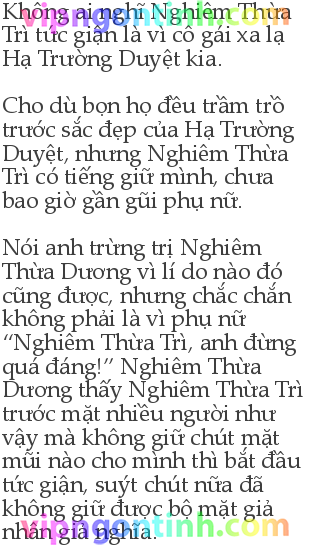 Không ai nghĩ Nghiêm Thừa
Trì tức giận là vì cô gái xa lạ
Hạ Trường Duyệt kia.
Cho dù bọn họ đều trầm trồ
trước sắc đẹp của Hạ Trường
Duyệt, nhưng Nghiêm Thừa
Trì có tiếng giữ mình, chưa
bao giờ gần gũi phụ nữ.
Nói anh trừng trị Nghiêm
Thừa Dương vì lí do nào đó
cũng được, nhưng chắc chắn
không phải là vì phụ nữ
“Nghiêm Thừa Trì, anh đừng
quá đáng!” Nghiêm Thừa
Dương thấy Nghiêm Thừa Trì
trước mặt nhiều người như
vậy mà không giữ chút mặt
mũi nào cho mình thì bắt đầu
tức giận, suýt chút nữa đã
không giữ được bộ mặt giả
nhân giả nghĩa.
vipngontinh.com
vipngontinh.com